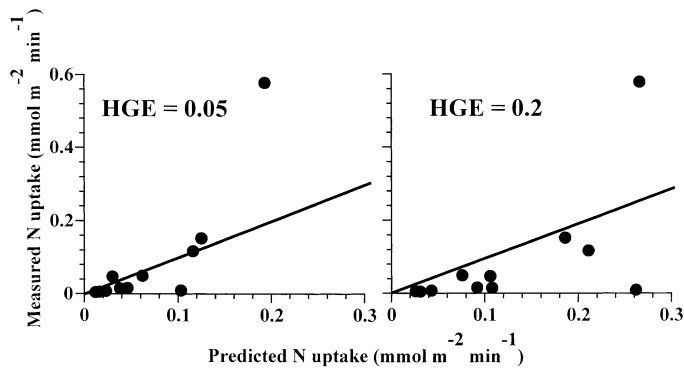 Measured N uptake (mmol m⁻² min⁻¹)
0.6
0.4
0.2
0
HGE = 0.05
HGE = 0.2
0 0.1 0.2 0.3
0 0.1 0.2 0.3
Predicted N uptake (mmol m⁻² min⁻¹)